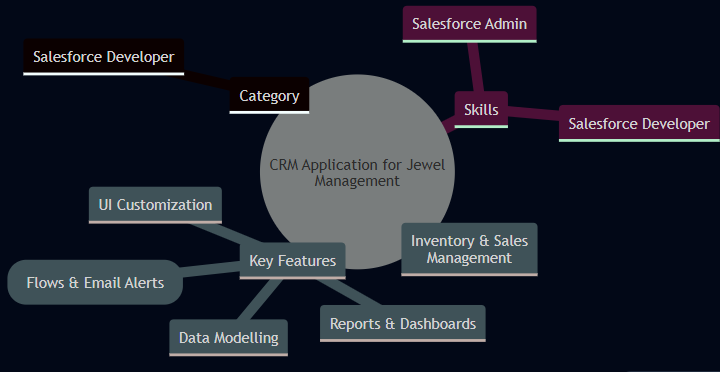 Salesforce Admin
Salesforce Developer
Category
Skills
Salesforce Developer
CRM Application for Jewel
Management
UI Customization
Inventory & Sales
Management
Key Features
Flows & Email Alerts
Reports & Dashboards
Data Modelling